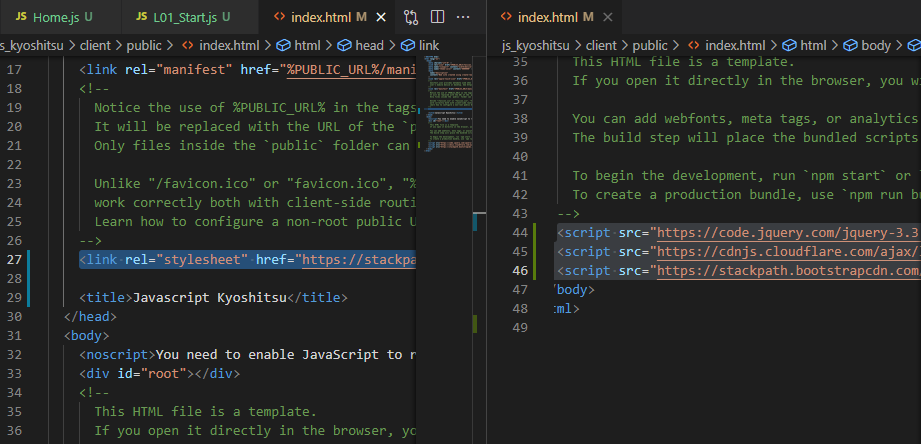 JS Home.js U
JS L01_Start.js U
index.html M
index.html M
js_kyoshitsu > client > public > index.html > html > head > link
js_kyoshitsu > client > public > index.html > html > body >
17 <link rel="manifest" href="%PUBLIC_URL%/mani
18 <!--
19 Notice the use of %PUBLIC_URL% in the tags
20 It will be replaced with the URL of the `p
21 Only files inside the `public` folder can
22
23 Unlike "/favicon.ico" or "favicon.ico", "%
24 work correctly both with client-side routi
25 Learn how to configure a non-root public U
26 -->
27 <link rel="stylesheet" href="https://stackpa
28
29 <title>Javascript Kyoshitsu</title>
30 </head>
31 <body>
32 <noscript>You need to enable JavaScript to r
33 <div id="root"></div>
34 <!--
35 This HTML file is a template.
36 If you open it directly in the browser, yo
35 This HTML file is a template.
36 If you open it directly in the browser, you wi
37
38 You can add webfonts, meta tags, or analytics
39 The build step will place the bundled scripts
40
41 To begin the development, run `npm start` or `
42 To create a production bundle, use `npm run bu
43 -->
44 <script src="https://code.jquery.com/jquery-3.3
45 <script src="https://cdnjs.cloudflare.com/ajax/
46 <script src="https://stackpath.bootstrapcdn.com
47 /body>
48 tml>
49